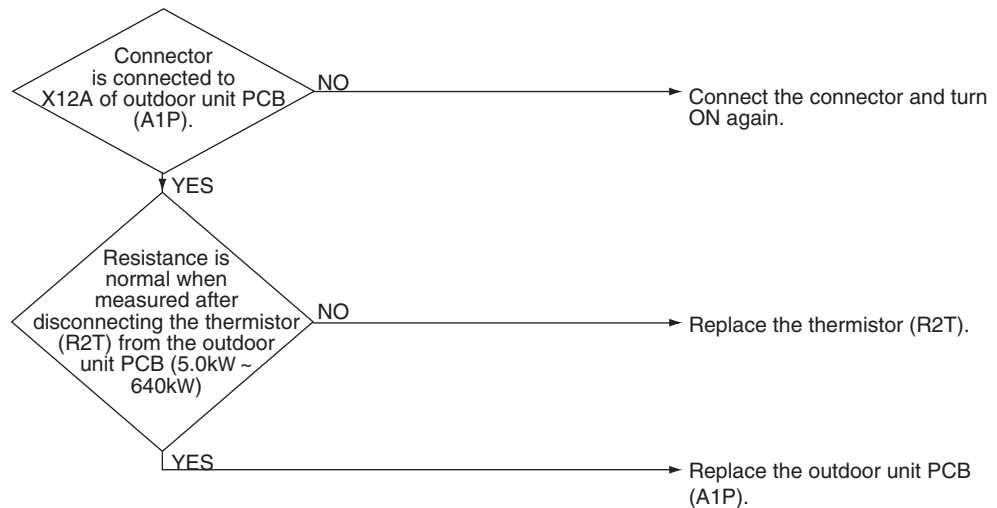 Connector
is connected to
X12A of outdoor unit PCB
(A1P).
NO
Connect the connector and turn
ON again.
YES
Resistance is
normal when
measured after
disconnecting the thermistor
(R2T) from the outdoor
unit PCB (5.0kW ~
640kW)
NO
Replace the thermistor (R2T).
YES
Replace the outdoor unit PCB
(A1P).